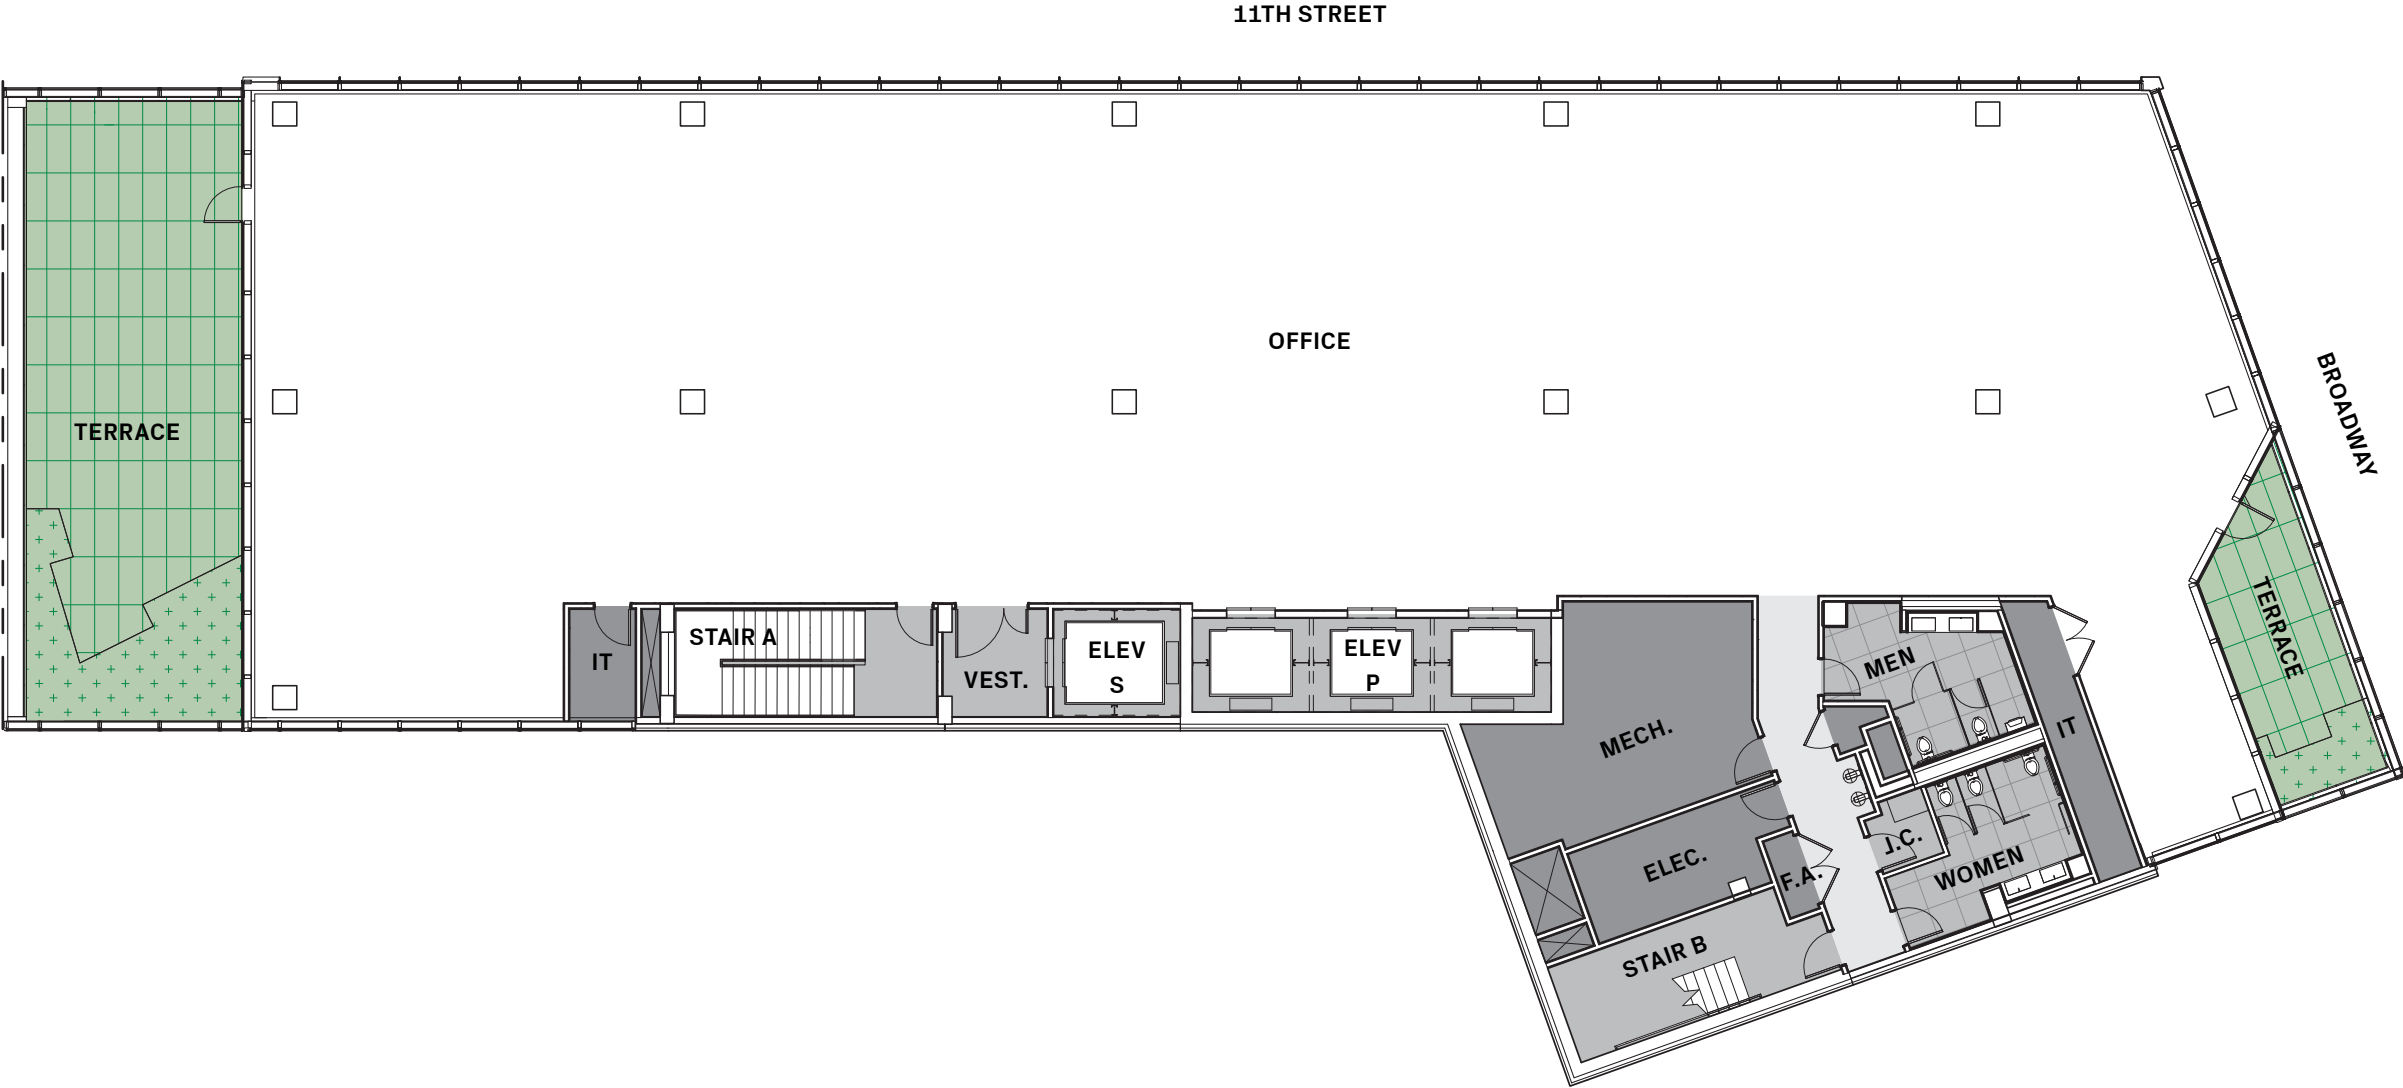 11TH STREET
OFFICE
BROADWAY
TERRACE
TERRACE
STAIR A
IT
VEST.
ELEV
S
ELEV
P
MEN
IT
MECH.
J.C.
ELEC.
F.A.
WOMEN
STAIR B